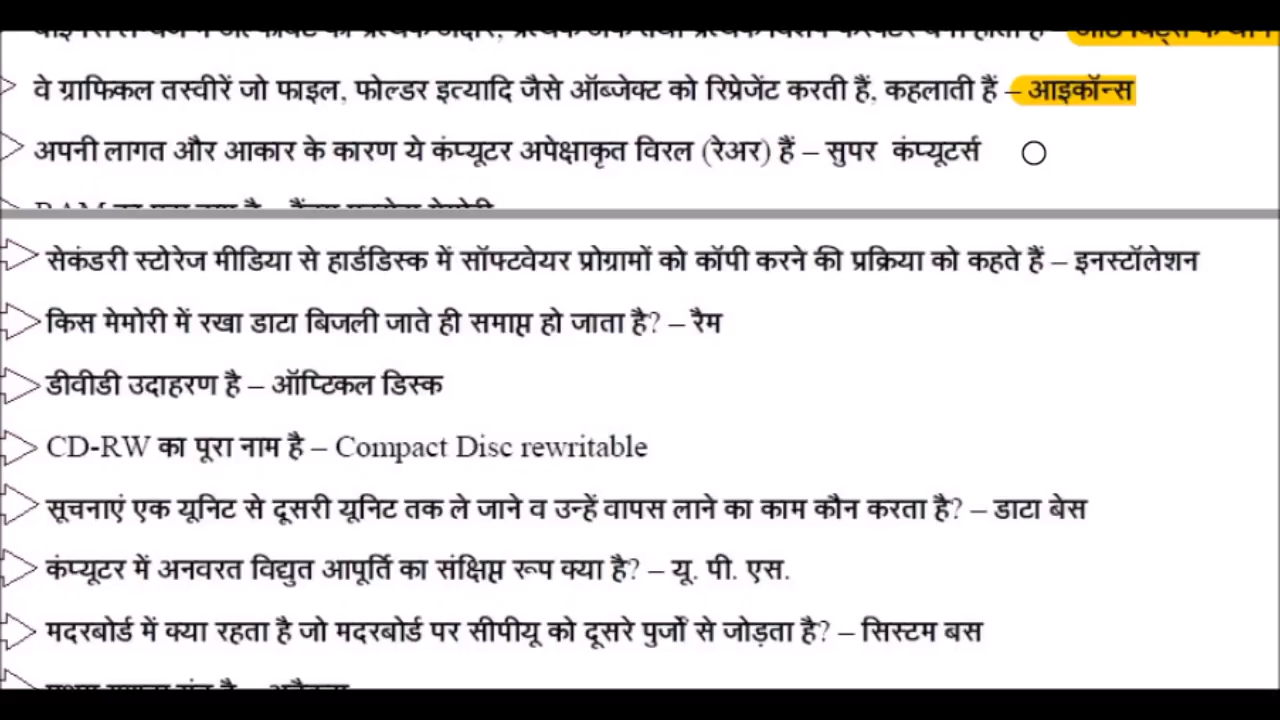 वे ग्राफिकल तस्वीरें जो फाइल, फोल्डर इत्यादि जैसे ऑब्जेक्ट को रिप्रेजेंट करती हैं, कहलाती हैं – आइकॉन्स
अपनी लागत और आकार के कारण ये कंप्यूटर अपेक्षाकृत विरल (रेअर) हैं – सुपर कंप्यूटर्स
सेकंडरी स्टोरेज मीडिया से हार्डडिस्क में सॉफ्टवेयर प्रोग्रामों को कॉपी करने की प्रक्रिया को कहते हैं – इनस्टॉलेशन
किस मेमोरी में रखा डाटा बिजली जाते ही समाप्त हो जाता है? – रैम
डीवीडी उदाहरण है – ऑप्टिकल डिस्क
CD-RW का पूरा नाम है – Compact Disc rewritable
सूचनाएं एक यूनिट से दूसरी यूनिट तक ले जाने व उन्हें वापस लाने का काम कौन करता है? – डाटा बेस
कंप्यूटर में अनवरत विद्युत आपूर्ति का संक्षिप्त रूप क्या है? – यू. पी. एस.
मदरबोर्ड में क्या रहता है जो मदरबोर्ड पर सीपीयू को दूसरे पुर्जों से जोड़ता है? – सिस्टम बस